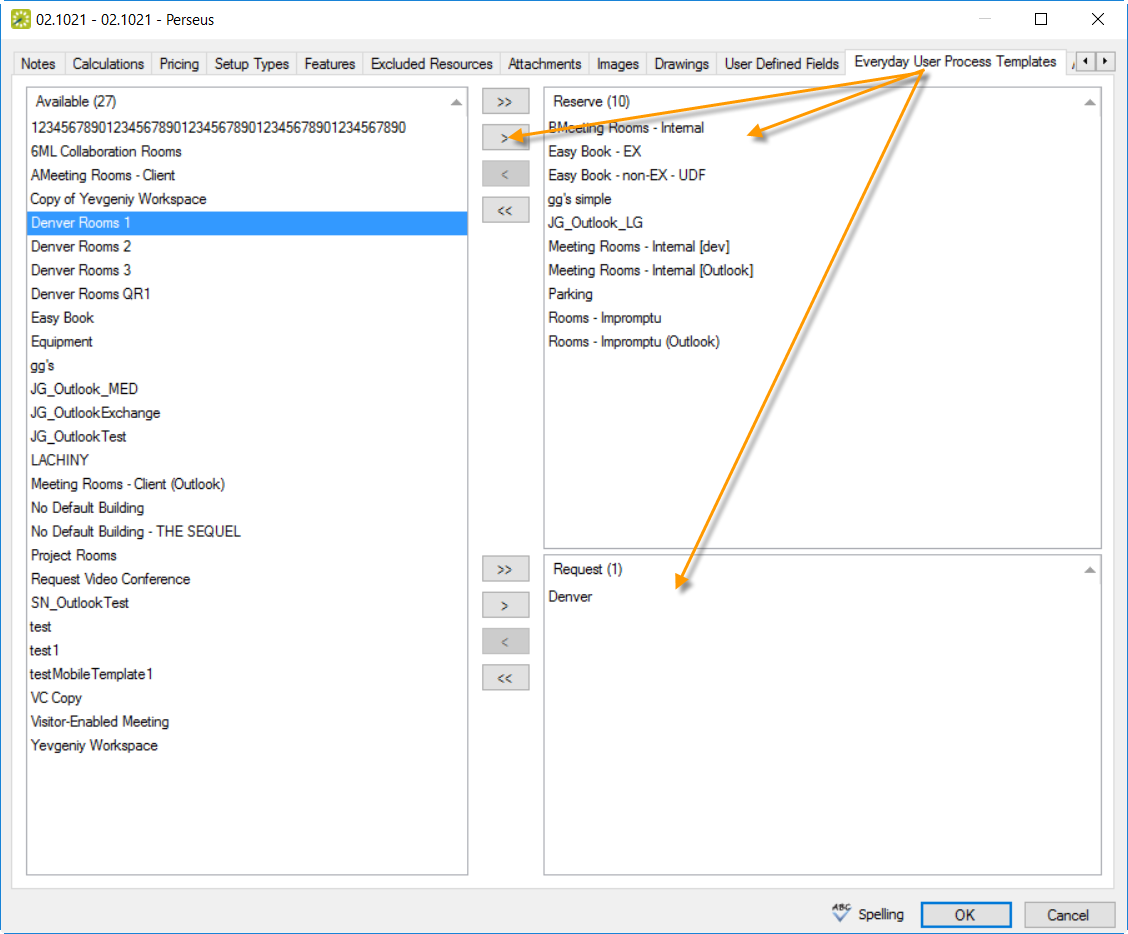 02.1021 - 02.1021 - Perseus
Notes
Calculations
Pricing
Setup Types
Features
Excluded Resources
Attachments
Images
Drawings
User Defined Fields
Everyday User Process Templates
Available (27)
1234567890123456789012345678901234567890
6ML Collaboration Rooms
AMeeting Rooms - Client
Copy of Yevgeniy Workspace
Denver Rooms 1
Denver Rooms 2
Denver Rooms 3
Denver Rooms QR1
Easy Book
Equipment
gg's
JG_Outlook_MED
JG_OutlookExchange
JG_OutlookTest
LACHINY
Meeting Rooms - Client (Outlook)
No Default Building
No Default Building - THE SEQUEL
Project Rooms
Request Video Conference
SN_OutlookTest
test
test1
testMobileTemplate1
VC Copy
Visitor-Enabled Meeting
Yevgeniy Workspace
>>
>
<
<<
Reserve (10)
BMeeting Rooms - Internal
Easy Book - EX
Easy Book - non-EX - UDF
gg's simple
JG_Outlook_LG
Meeting Rooms - Internal [dev]
Meeting Rooms - Internal [Outlook]
Parking
Rooms - Impromptu
Rooms - Impromptu (Outlook)
>>
>
<
<<
Request (1)
Denver
ABC
Spelling
OK
Cancel